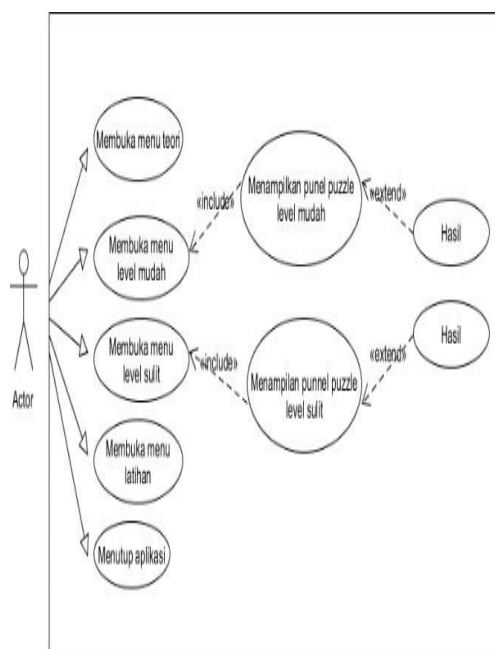 Membuka menu teori
«include»
Menampilkan punel puzzle
level mudah
«extend»
Hasil
Membuka menu
level mudah
Actor
Membuka menu
level sulit
«include»
Menampilan punnel puzzle
level sulit
«extend»
Hasil
Membuka menu
latihan
Menutup aplikasi